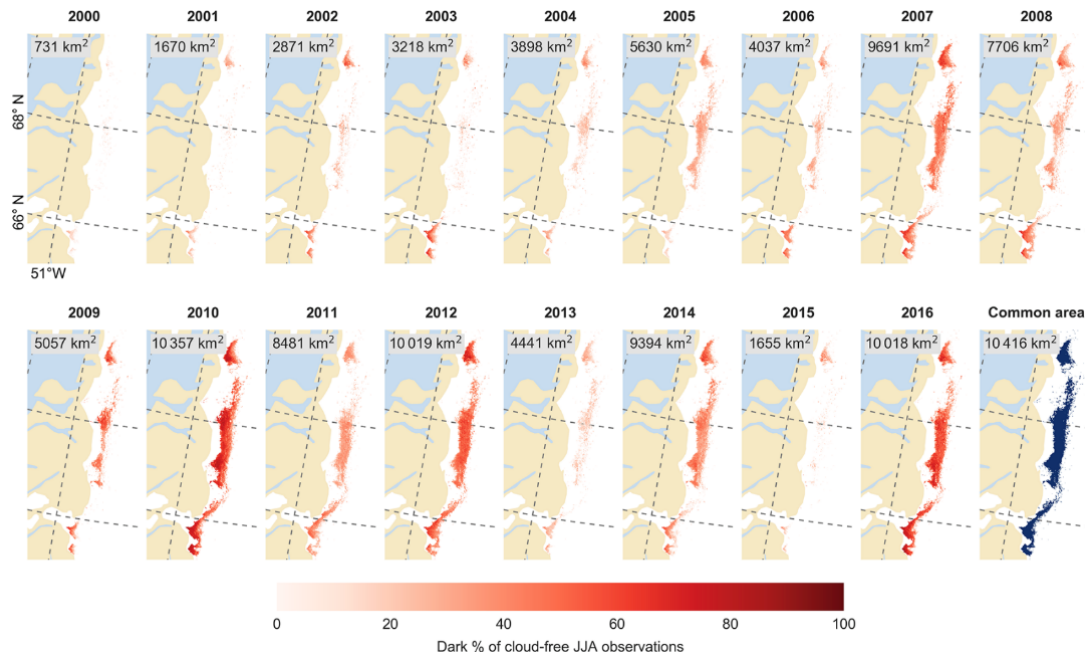 2000 2001 2002 2003 2004 2005 2006 2007 2008
731 km² 1670 km² 2871 km² 3218 km² 3898 km² 5630 km² 4037 km² 9691 km² 7706 km²
68° N
66° N
51°W
2009 2010 2011 2012 2013 2014 2015 2016 Common area
5057 km² 10 357 km² 8481 km² 10 019 km² 4441 km² 9394 km² 1655 km² 10 018 km² 10 416 km²
0 20 40 60 80 100
Dark % of cloud-free JJA observations